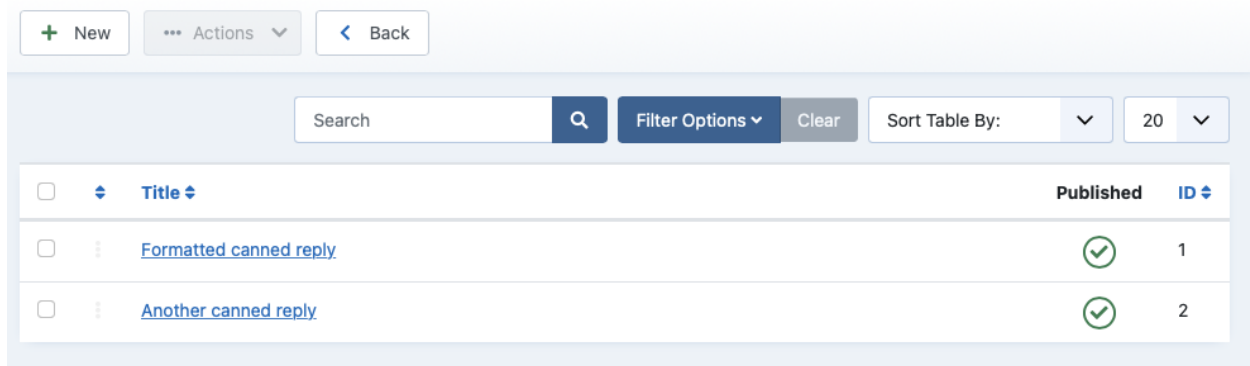 New Actions Back
Search Filter Options Clear Sort Table By: 20
Title Published ID
Formatted canned reply 1
Another canned reply 2